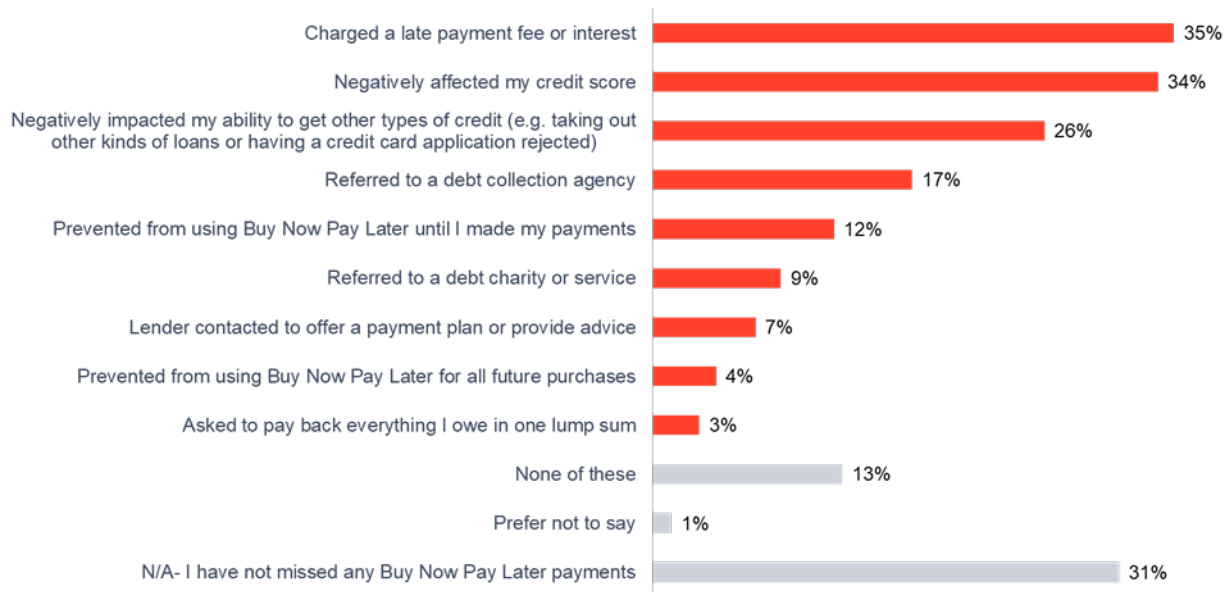 Charged a late payment fee or interest 35%
Negatively affected my credit score 34%
Negatively impacted my ability to get other types of credit (e.g. taking out
other kinds of loans or having a credit card application rejected) 26%
Referred to a debt collection agency 17%
Prevented from using Buy Now Pay Later until I made my payments 12%
Referred to a debt charity or service 9%
Lender contacted to offer a payment plan or provide advice 7%
Prevented from using Buy Now Pay Later for all future purchases 4%
Asked to pay back everything I owe in one lump sum 3%
None of these 13%
Prefer not to say 1%
N/A- I have not missed any Buy Now Pay Later payments 31%